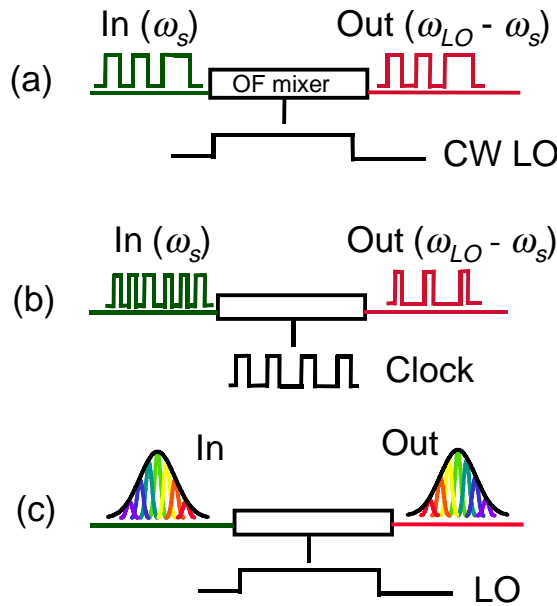 In (ωs) Out (ωLO - ωs)
(a) OF mixer
CW LO
In (ωs) Out (ωLO - ωs)
(b)
Clock
In Out
(c)
LO